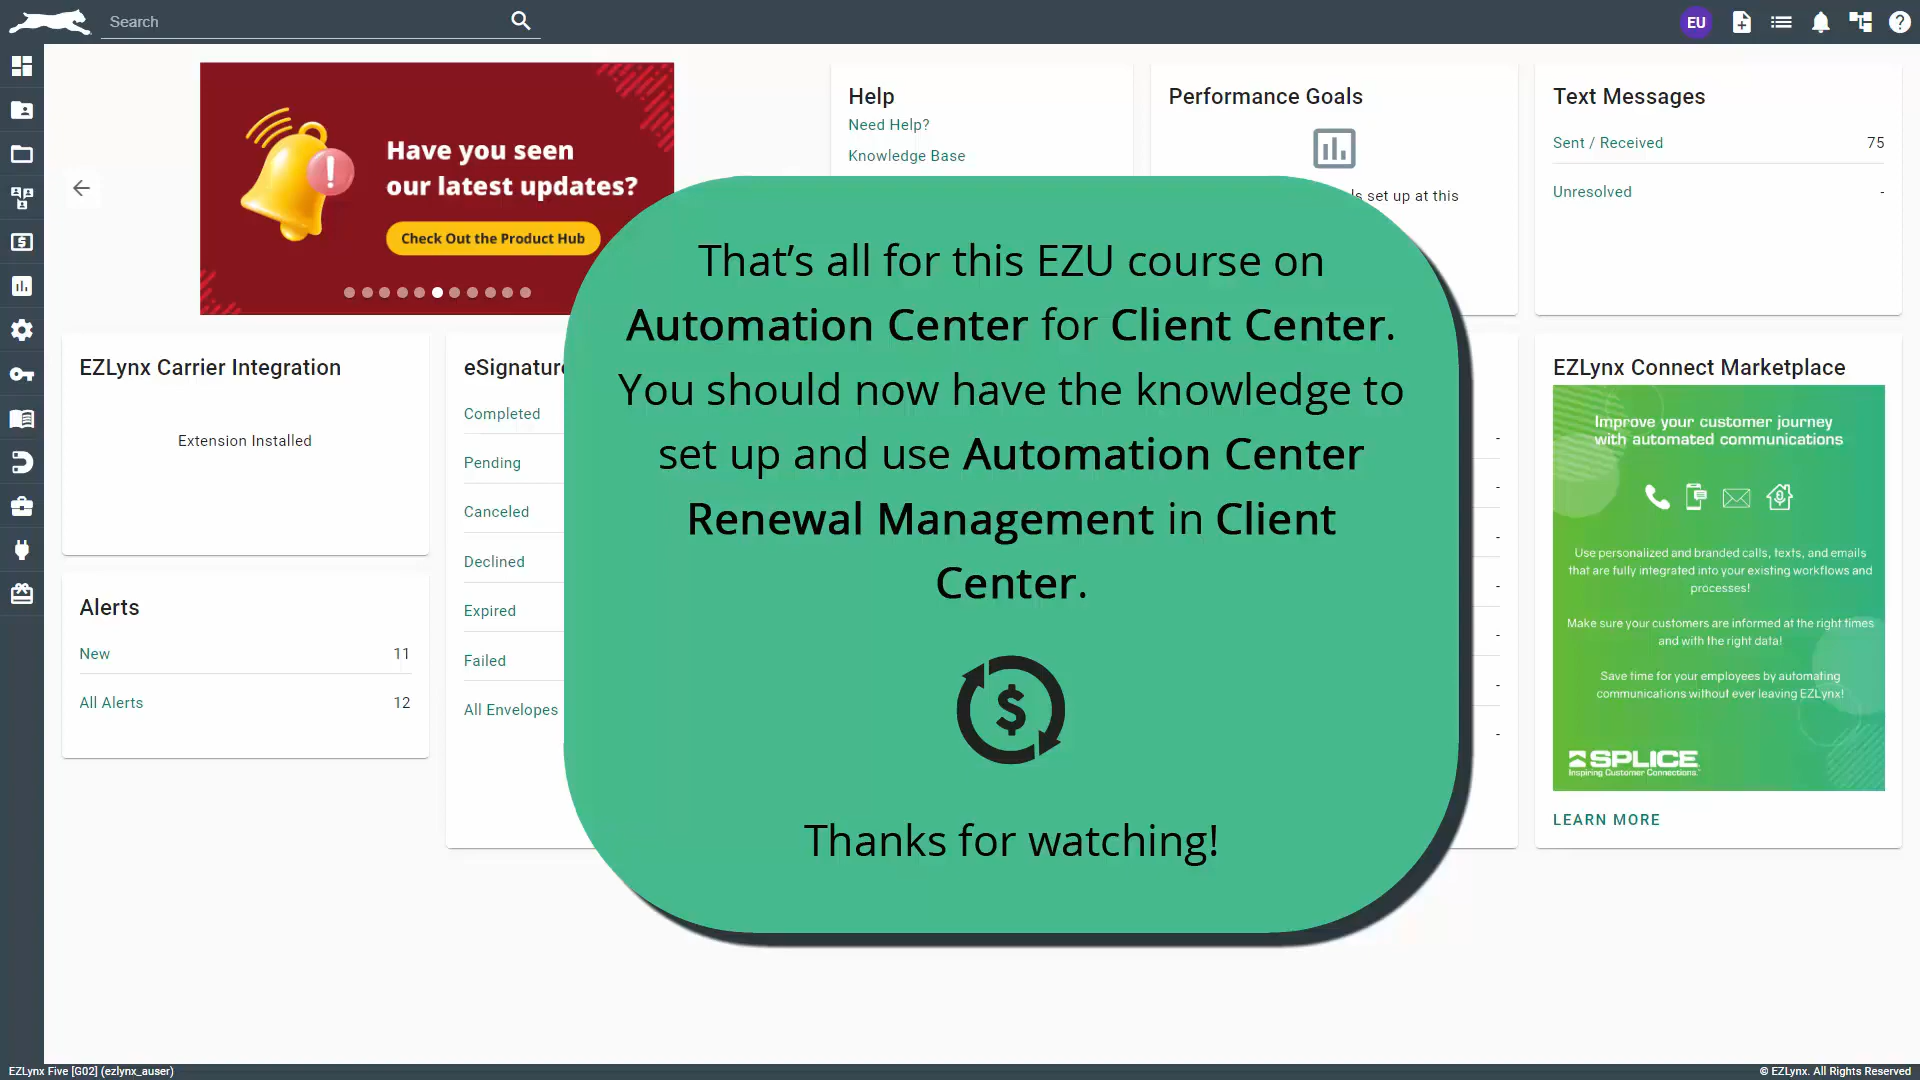 Search
EU
Have you seen
our latest updates?
Check Out the Product Hub
Help
Need Help?
Knowledge Base
Performance Goals
set up at this
Text Messages
Sent / Received 75
Unresolved -
That's all for this EZU course on
Automation Center for Client Center.
You should now have the knowledge to
set up and use Automation Center
Renewal Management in Client
Center.
$
Thanks for watching!
EZLynx Carrier Integration
Extension Installed
Alerts
New 11
All Alerts 12
eSignature
Completed
Pending
Canceled
Declined
Expired
Failed
All Envelopes
-
-
-
-
-
-
-
EZLynx Connect Marketplace
Improve your customer journey
with automated communications
Use personalized and branded calls, texts, and emails
that are fully integrated into your existing workflows and
processes!
Make sure your customers are informed at the right times
and with the right data!
Save time for your employees by automating
communications without ever leaving EZLynx!
SPLICE
Inspiring Customer Connections.
LEARN MORE
EZLynx Five [G02] (ezlynx_auser)
© EZLynx. All Rights Reserved